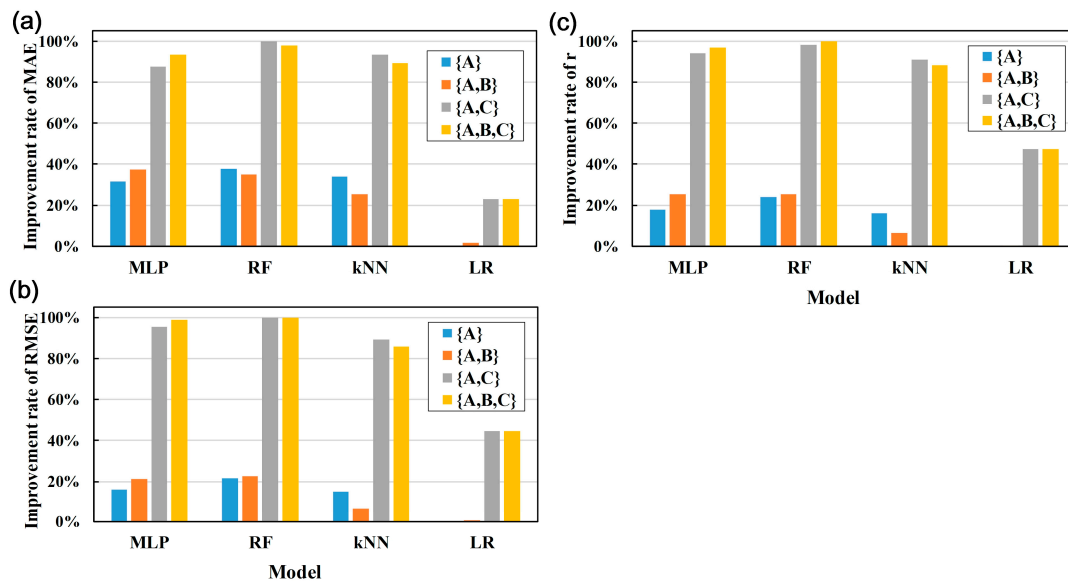 (a)
Improvement rate of MAE
100%
80%
60%
40%
20%
0%
{A}
{A,B}
{A,C}
{A,B,C}
MLP RF kNN LR
(b)
Improvement rate of RMSE
100%
80%
60%
40%
20%
0%
{A}
{A,B}
{A,C}
{A,B,C}
MLP RF kNN LR
Model
(c)
Improvement rate of r
100%
80%
60%
40%
20%
0%
{A}
{A,B}
{A,C}
{A,B,C}
MLP RF kNN LR
Model